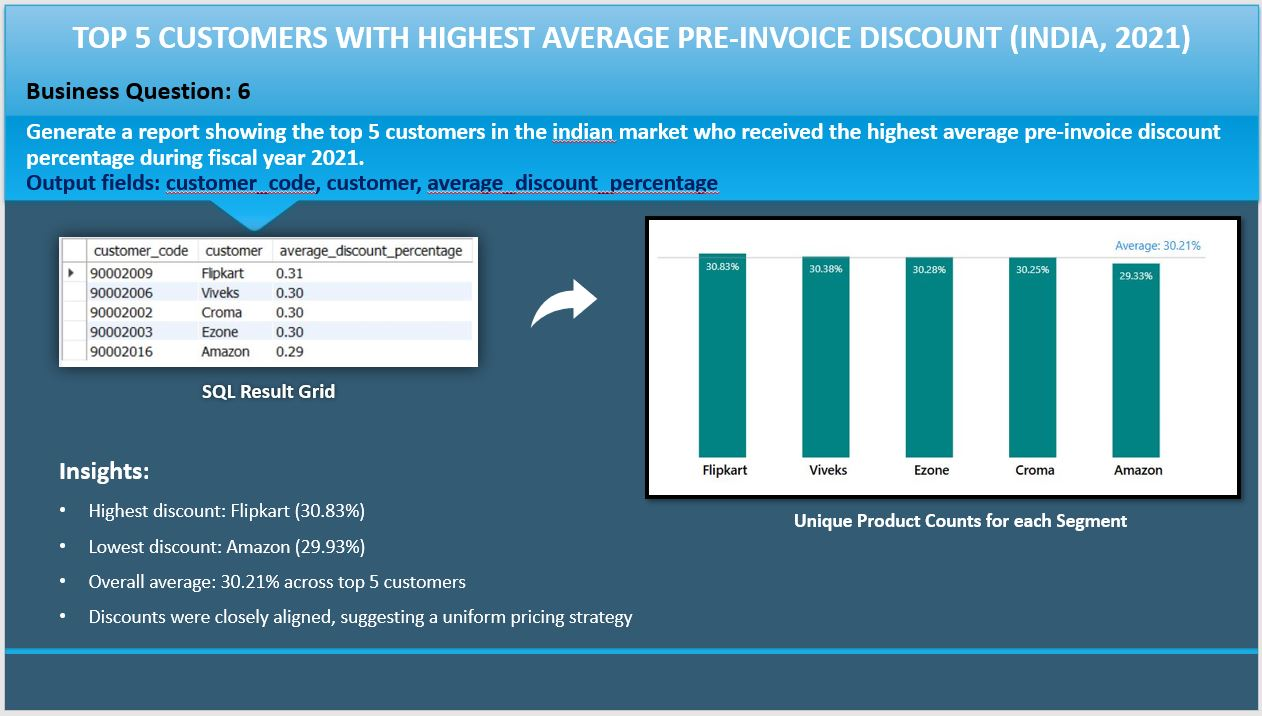 TOP 5 CUSTOMERS WITH HIGHEST AVERAGE PRE-INVOICE DISCOUNT (INDIA, 2021)
Business Question: 6
Generate a report showing the top 5 customers in the indian market who received the highest average pre-invoice discount
percentage during fiscal year 2021.
Output fields: customer_code, customer, average_discount_percentage
customer_code customer average_discount_percentage
90002009 Flipkart 0.31
90002006 Viveks 0.30
90002002 Croma 0.30
90002003 Ezone 0.30
90002016 Amazon 0.29
SQL Result Grid
Average: 30.21%
30.83% 30.38% 30.28% 30.25% 29.33%
Flipkart Viveks Ezone Croma Amazon
Unique Product Counts for each Segment
Insights:
• Highest discount: Flipkart (30.83%)
• Lowest discount: Amazon (29.93%)
• Overall average: 30.21% across top 5 customers
• Discounts were closely aligned, suggesting a uniform pricing strategy